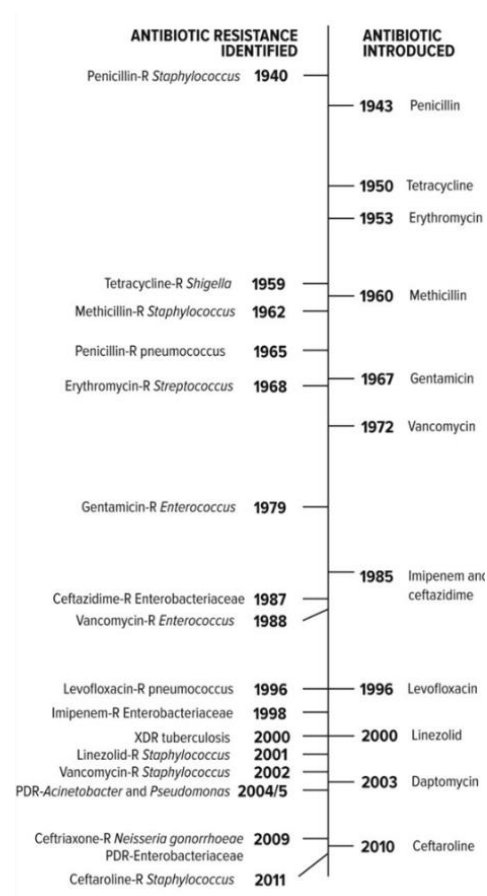 ANTIBIOTIC RESISTANCE
IDENTIFIED
ANTIBIOTIC
INTRODUCED
Penicillin-R Staphylococcus 1940
1943 Penicillin
1950 Tetracycline
1953 Erythromycin
Tetracycline-R Shigella 1959
1960 Methicillin
Methicillin-R Staphylococcus 1962
Penicillin-R pneumococcus 1965
1967 Gentamicin
Erythromycin-R Streptococcus 1968
1972 Vancomycin
Gentamicin-R Enterococcus 1979
1985 Imipenem and
ceftazidime
Ceftazidime-R Enterobacteriaceae 1987
Vancomycin-R Enterococcus 1988
Levofloxacin-R pneumococcus 1996
1996 Levofloxacin
Imipenem-R Enterobacteriaceae 1998
XDR tuberculosis 2000
2000 Linezolid
Linezolid-R Staphylococcus 2001
Vancomycin-R Staphylococcus 2002
2003 Daptomycin
PDR-Acinetobacter and Pseudomonas 2004/5
Ceftriaxone-R Neisseria gonorrhoeae 2009
PDR-Enterobacteriaceae
2010 Ceftaroline
Ceftaroline-R Staphylococcus 2011